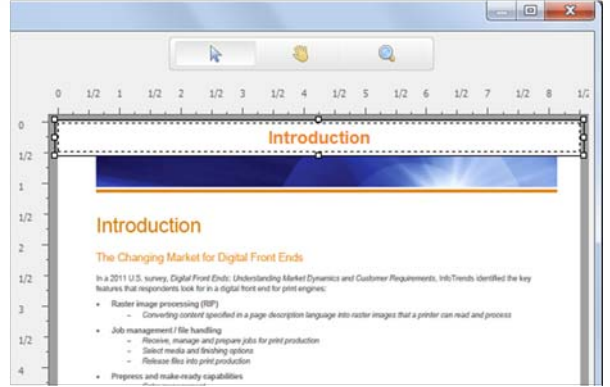 0 1/2 1 1/2 2 1/2 3 1/2 4 1/2 5 1/2 6 1/2 7 1/2 8 1/2
0
Introduction
1/2
1
1/2
Introduction
2
The Changing Market for Digital Front Ends
1/2
In a 2011 U.S. survey, Digital Front Ends: Understanding Market Dynamics and Customer Requirements, InfoTrends identified the key
features that respondents look for in a digital front end for print engines:
3
• Raster image processing (RIP)
– Converting content specified in a page description language into raster images that a printer can read and process
1/2
• Job management / file handling
– Receive, manage and prepare jobs for print production
– Select media and finishing options
– Release files into print production
4
• Prepress and make-ready capabilities